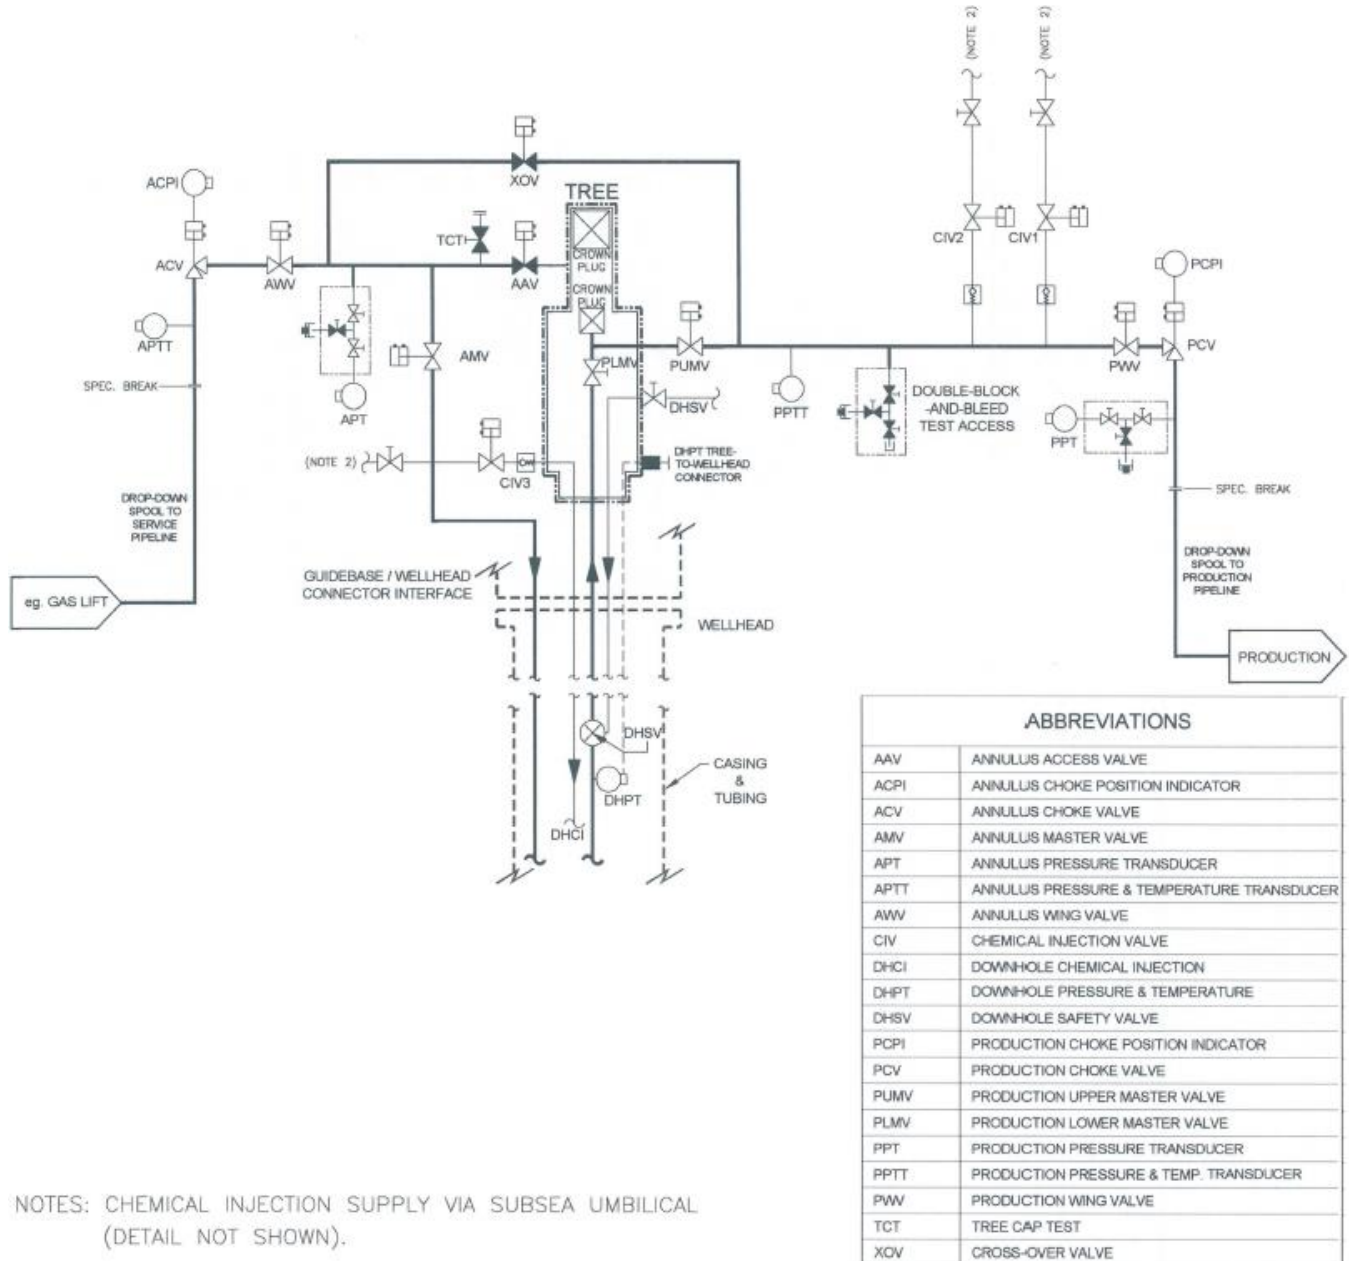 (NOTE 2)
(NOTE 2)
ACPI
XOV
TREE
TCT
CROWN
PLUG
CIV2
CIV1
ACV
AWV
AAV
PCPI
CROWN
PLUG
APTT
AMV
PLMV
PUMV
PWV
PCV
SPEC. BREAK
APT
DHSV
PPTT
DOUBLE-BLOCK
-AND-BLEED
TEST ACCESS
PPT
(NOTE 2)
CIV3
DHPT TREE-
TO-WELLHEAD
CONNECTOR
SPEC. BREAK
DROP-DOWN
SPOOL TO
SERVICE
PIPELINE
DROP-DOWN
SPOOL TO
PRODUCTION
PIPELINE
GUIDEBASE / WELLHEAD
CONNECTOR INTERFACE
eg. GAS LIFT
WELLHEAD
PRODUCTION
DHSV
CASING
&
TUBING
DHPT
DHCI
ABBREVIATIONS
AAV ANNULUS ACCESS VALVE
ACPI ANNULUS CHOKE POSITION INDICATOR
ACV ANNULUS CHOKE VALVE
AMV ANNULUS MASTER VALVE
APT ANNULUS PRESSURE TRANSDUCER
APTT ANNULUS PRESSURE & TEMPERATURE TRANSDUCER
AWV ANNULUS WING VALVE
CIV CHEMICAL INJECTION VALVE
DHCI DOWNHOLE CHEMICAL INJECTION
DHPT DOWNHOLE PRESSURE & TEMPERATURE
DHSV DOWNHOLE SAFETY VALVE
PCPI PRODUCTION CHOKE POSITION INDICATOR
PCV PRODUCTION CHOKE VALVE
PUMV PRODUCTION UPPER MASTER VALVE
PLMV PRODUCTION LOWER MASTER VALVE
PPT PRODUCTION PRESSURE TRANSDUCER
PPTT PRODUCTION PRESSURE & TEMP. TRANSDUCER
PWV PRODUCTION WING VALVE
TCT TREE CAP TEST
XOV CROSS-OVER VALVE
NOTES: CHEMICAL INJECTION SUPPLY VIA SUBSEA UMBILICAL
(DETAIL NOT SHOWN).